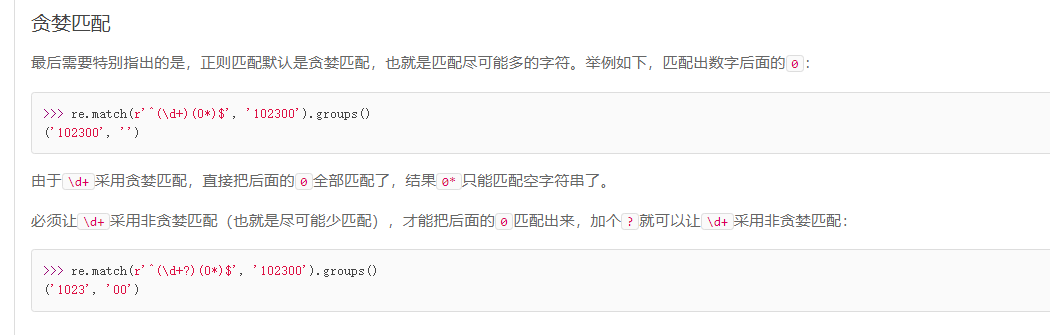 贪婪匹配
最后需要特别指出的是，正则匹配默认是贪婪匹配，也就是匹配尽可能多的字符。举例如下，匹配出数字后面的0：
>>> re.match(r'^(\d+)(0*)$', '102300').groups()
('102300', '')
由于\d+采用贪婪匹配，直接把后面的0全部匹配了，结果0*只能匹配空字符串了。
必须让\d+采用非贪婪匹配（也就是尽可能少匹配），才能把后面的0匹配出来，加个?就可以让\d+采用非贪婪匹配：
>>> re.match(r'^(\d+?)(0*)$', '102300').groups()
('1023', '00')